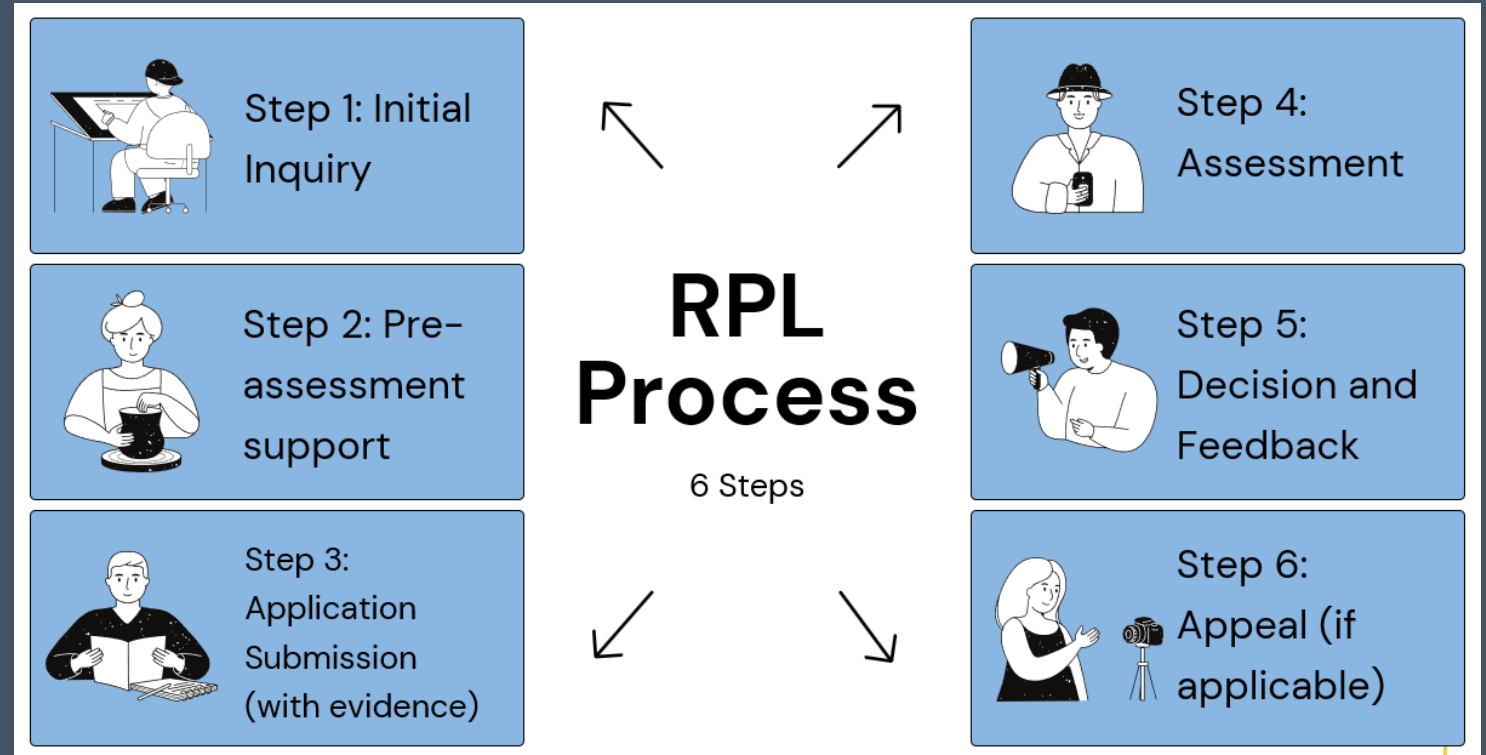 Step 1: Initial
Inquiry
Step 2: Pre-
assessment
support
Step 3:
Application
Submission
(with evidence)
RPL
Process
6 Steps
Step 4:
Assessment
Step 5:
Decision and
Feedback
Step 6:
Appeal (if
applicable)